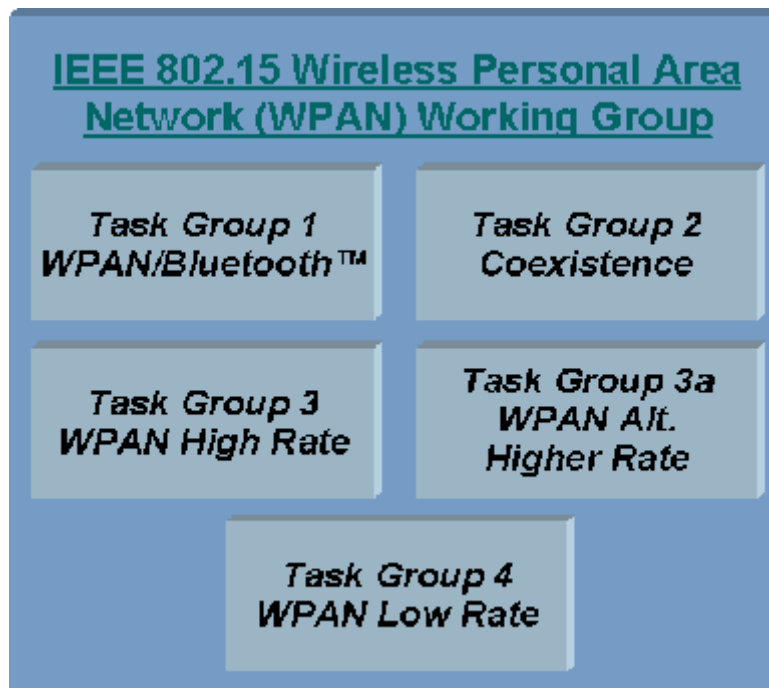 IEEE 802.15 Wireless Personal Area
Network (WPAN) Working Group
Task Group 1
WPAN/Bluetooth™
Task Group 2
Coexistence
Task Group 3
WPAN High Rate
Task Group 3a
WPAN Alt.
Higher Rate
Task Group 4
WPAN Low Rate